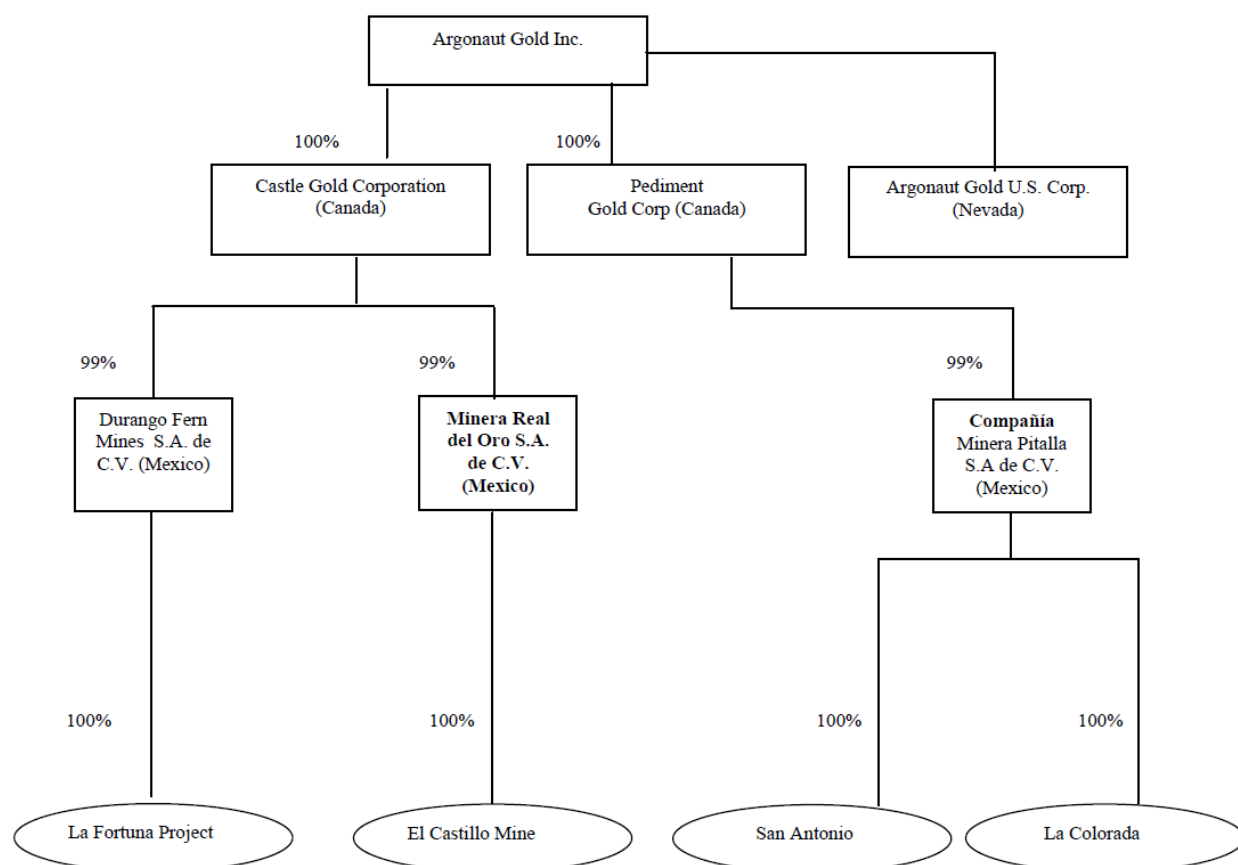 Argonaut Gold Inc.
100%
100%
Castle Gold Corporation
(Canada)
Pediment
Gold Corp (Canada)
Argonaut Gold U.S. Corp.
(Nevada)
99%
99%
99%
Durango Fern
Mines S.A. de
C.V. (Mexico)
Minera Real
del Oro S.A.
de C.V.
(Mexico)
Compañía
Minera Pitalla
S.A de C.V.
(Mexico)
100%
100%
100%
100%
La Fortuna Project
El Castillo Mine
San Antonio
La Colorada